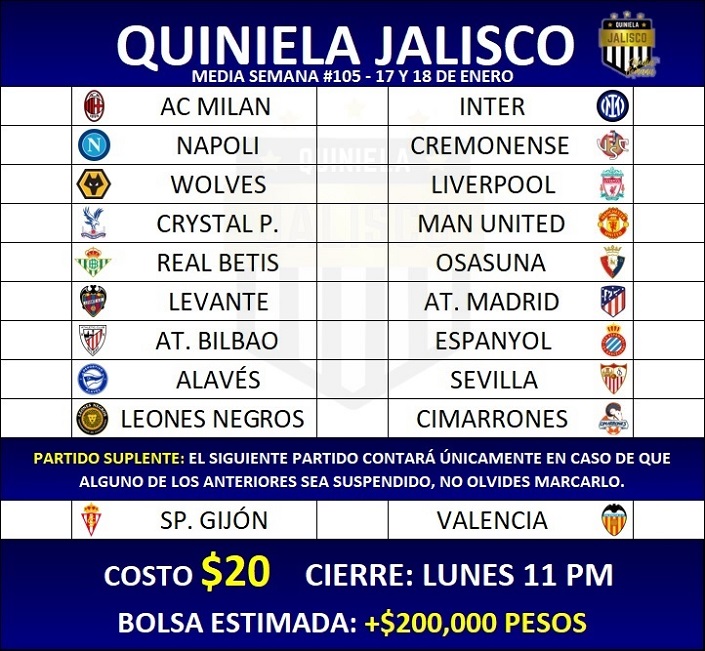 QUINIELA JALISCO
MEDIA SEMANA #105 - 17 Y 18 DE ENERO
QUINIELA
JALISCO
AC MILAN INTER
NAPOLI CREMONENSE
WOLVES LIVERPOOL
CRYSTAL P. MAN UNITED
REAL BETIS OSASUNA
LEVANTE AT. MADRID
AT. BILBAO ESPANYOL
ALAVÉS SEVILLA
LEONES NEGROS CIMARRONES
QUINIELA
PARTIDO SUPLENTE: EL SIGUIENTE PARTIDO CONTARÁ ÚNICAMENTE EN CASO DE QUE
ALGUNO DE LOS ANTERIORES SEA SUSPENDIDO, NO OLVIDES MARCARLO.
SP. GIJÓN VALENCIA
COSTO $20 CIERRE: LUNES 11 PM
BOLSA ESTIMADA: +$200,000 PESOS